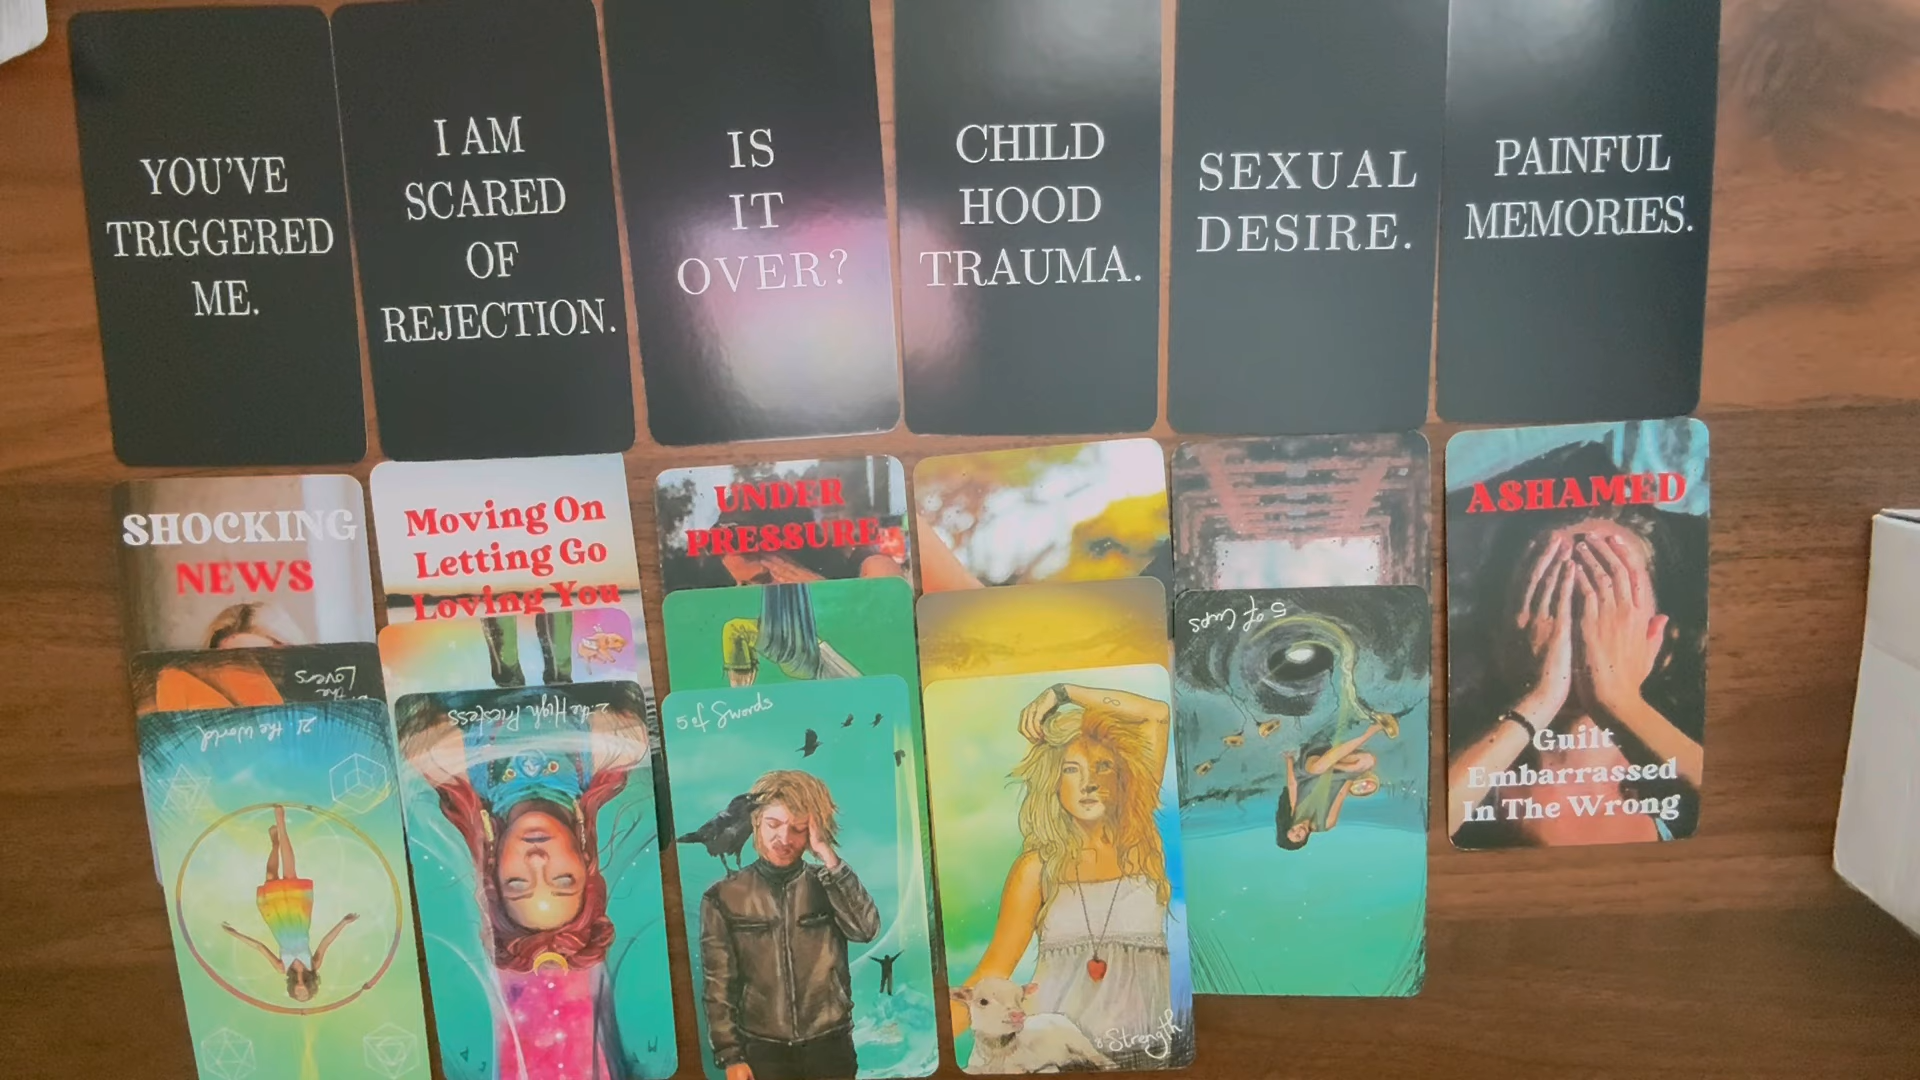 YOU'VE
TRIGGERED
ME.
I AM
SCARED
OF
REJECTION.
IS
IT
OVER?
CHILD
HOOD
TRAUMA.
SEXUAL
DESIRE.
PAINFUL
MEMORIES.
SHOCKING
NEWS
Moving On
Letting Go
Loving You
UNDER
PRESSURE
ASHAMED
Guilt
Embarrassed
In The Wrong
the
Lovers
21. the World
2. the High Priestess
5 of Swords
8 Strength
5 of Cups